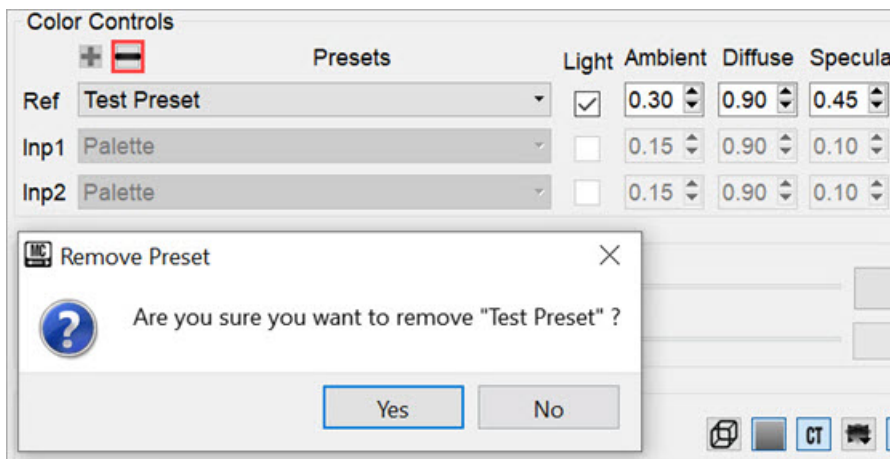 Color Controls
Presets Light Ambient Diffuse Specula
Ref Test Preset 0.30 0.90 0.45
Inp1 Palette 0.15 0.90 0.10
Inp2 Palette 0.15 0.90 0.10
MC Remove Preset
Are you sure you want to remove "Test Preset" ?
Yes No
CT